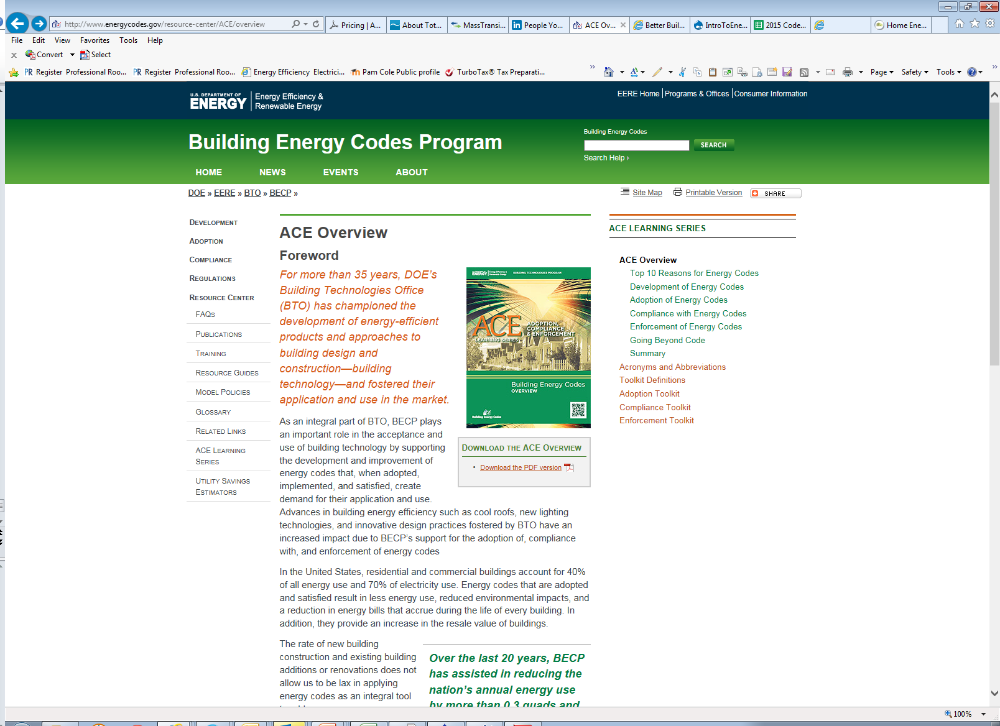 http://www.energycodes.gov/resource-center/ACE/overview
Pricing | A...
About Tot...
MassTransi...
People Yo...
ACE Ov...
Better Buil...
IntroToEne...
2015 Code...
Home Ene...
File Edit View Favorites Tools Help
x Convert Select
Register Professional Roo...
Register Professional Roo...
Energy Efficiency Electrici...
Pam Cole Public profile
TurboTax® Tax Preparati...
Page Safety Tools
U.S. DEPARTMENT OF
ENERGY
Energy Efficiency &
Renewable Energy
EERE Home | Programs & Offices | Consumer Information
Building Energy Codes Program
Building Energy Codes
SEARCH
Search Help
HOME NEWS EVENTS ABOUT
DOE » EERE » BTO » BECP »
Site Map Printable Version SHARE
DEVELOPMENT
ADOPTION
COMPLIANCE
REGULATIONS
RESOURCE CENTER
FAQS
PUBLICATIONS
TRAINING
RESOURCE GUIDES
MODEL POLICIES
GLOSSARY
RELATED LINKS
ACE LEARNING
SERIES
UTILITY SAVINGS
ESTIMATORS
ACE Overview
Foreword
For more than 35 years, DOE's
Building Technologies Office
(BTO) has championed the
development of energy-efficient
products and approaches to
building design and
construction—building
technology—and fostered their
application and use in the market.
U.S. DEPARTMENT OF
ENERGY
Energy Efficiency &
Renewable Energy
BUILDING TECHNOLOGIES PROGRAM
ACE
LEARNING SERIES
ADOPTION,
COMPLIANCE
& ENFORCEMENT
Building Energy Codes
OVERVIEW
Building Energy Codes
DOWNLOAD THE ACE OVERVIEW
• Download the PDF version
As an integral part of BTO, BECP plays
an important role in the acceptance and
use of building technology by supporting
the development and improvement of
energy codes that, when adopted,
implemented, and satisfied, create
demand for their application and use.
Advances in building energy efficiency such as cool roofs, new lighting
technologies, and innovative design practices fostered by BTO have an
increased impact due to BECP's support for the adoption of, compliance
with, and enforcement of energy codes
In the United States, residential and commercial buildings account for 40%
of all energy use and 70% of electricity use. Energy codes that are adopted
and satisfied result in less energy use, reduced environmental impacts, and
a reduction in energy bills that accrue during the life of every building. In
addition, they provide an increase in the resale value of buildings.
The rate of new building
construction and existing building
additions or renovations does not
allow us to be lax in applying
energy codes as an integral tool
Over the last 20 years, BECP
has assisted in reducing the
nation's annual energy use
by more than 0.3 quads and
ACE LEARNING SERIES
ACE Overview
Top 10 Reasons for Energy Codes
Development of Energy Codes
Adoption of Energy Codes
Compliance with Energy Codes
Enforcement of Energy Codes
Going Beyond Code
Summary
Acronyms and Abbreviations
Toolkit Definitions
Adoption Toolkit
Compliance Toolkit
Enforcement Toolkit
100%